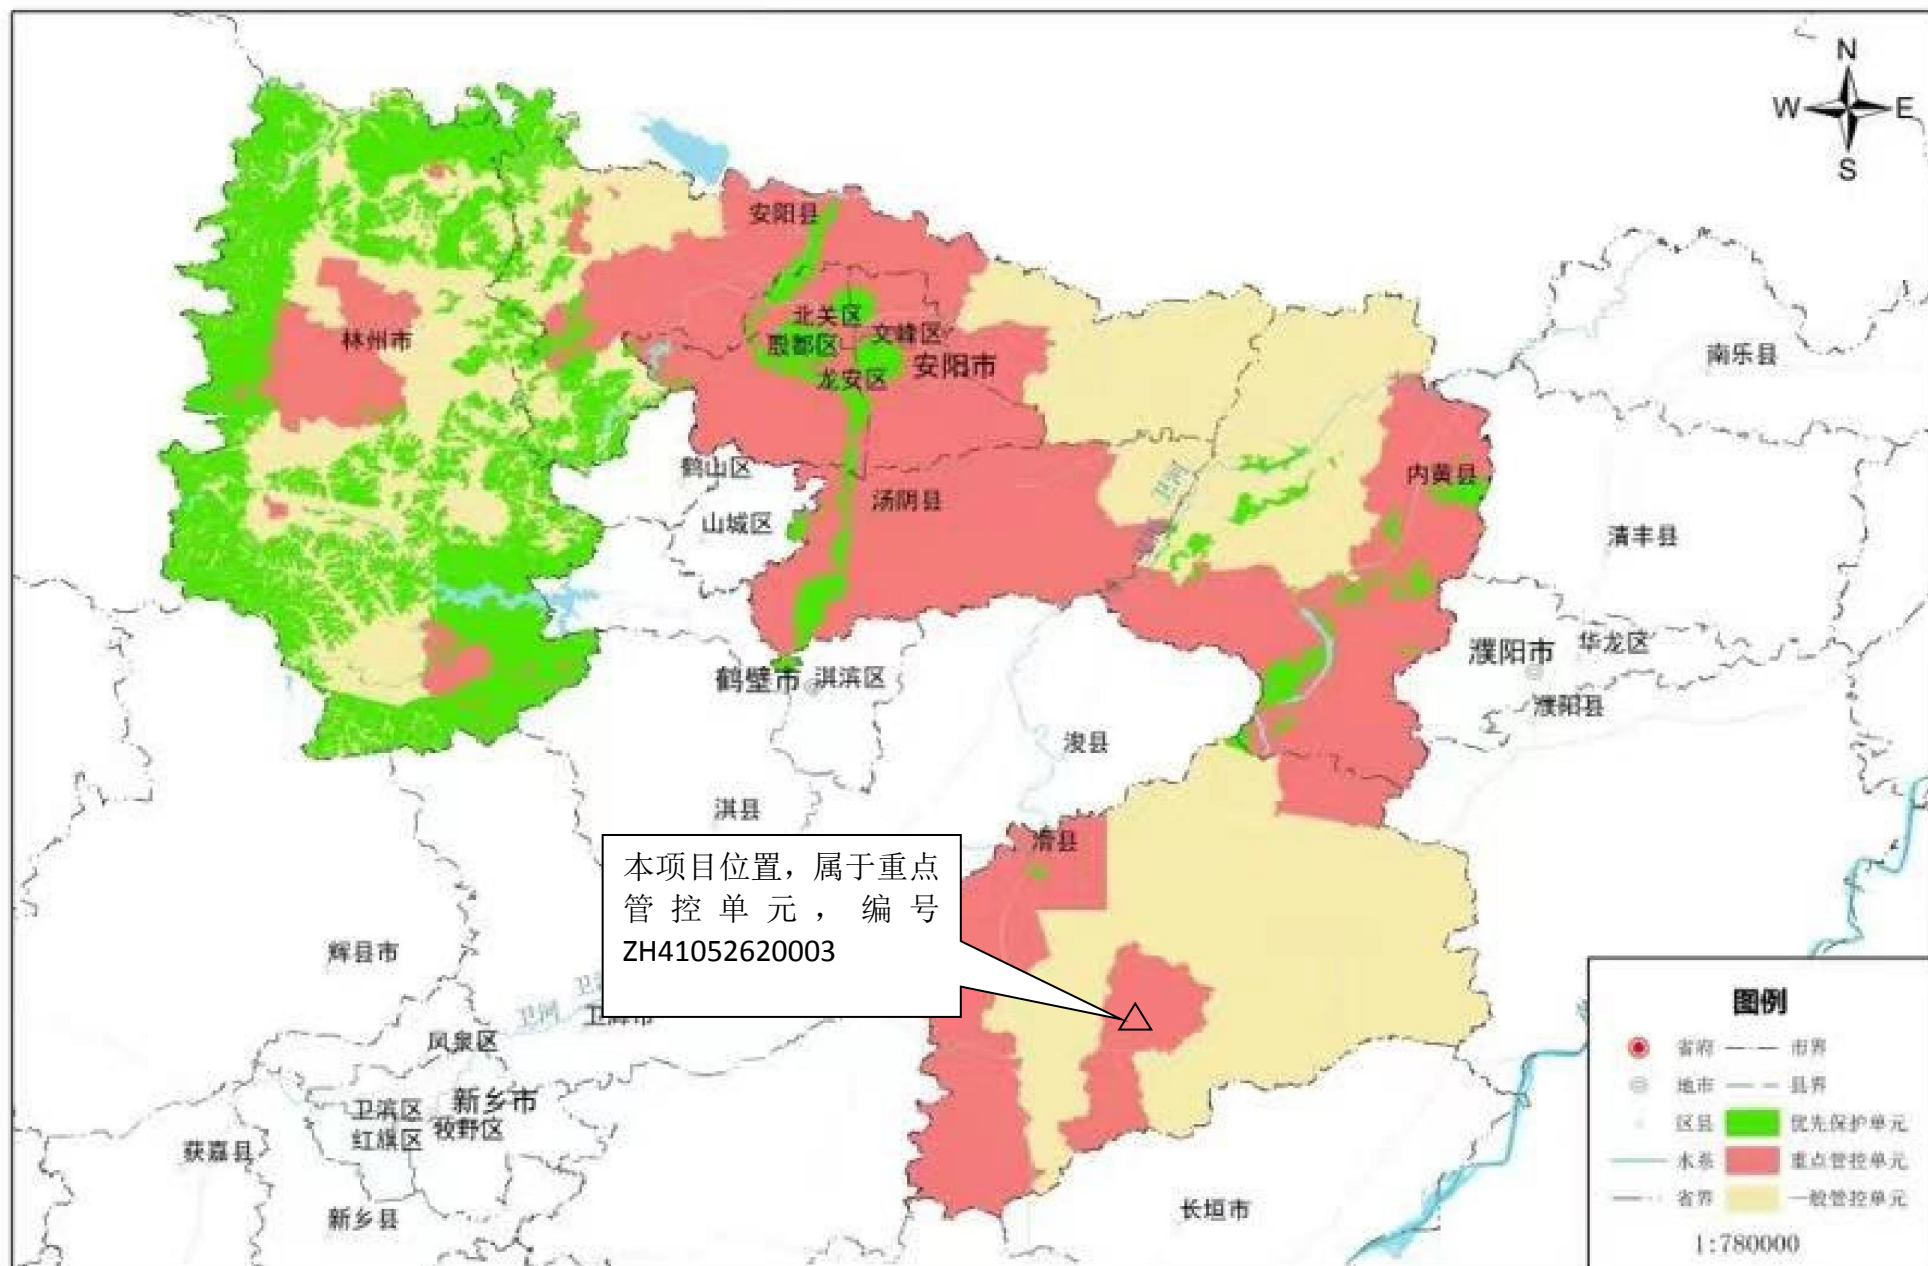 N
W E
S
安阳县
北关区
文峰区
殷都区
安阳市
龙安区
林州市
南乐县
鹤山区
内黄县
卫河
汤阴县
山城区
清丰县
濮阳市
华龙区
鹤壁市
淇滨区
濮阳县
浚县
淇县
滑县
本项目位置，属于重点
管控单元，编号
ZH41052620003
辉县市
卫河
凤泉区
新乡市
卫滨区
牧野区
红旗区
获嘉县
新乡县
长垣市
图例
省府 市界
地市 县界
区县 优先保护单元
水系 重点管控单元
省界 一般管控单元
1:780000